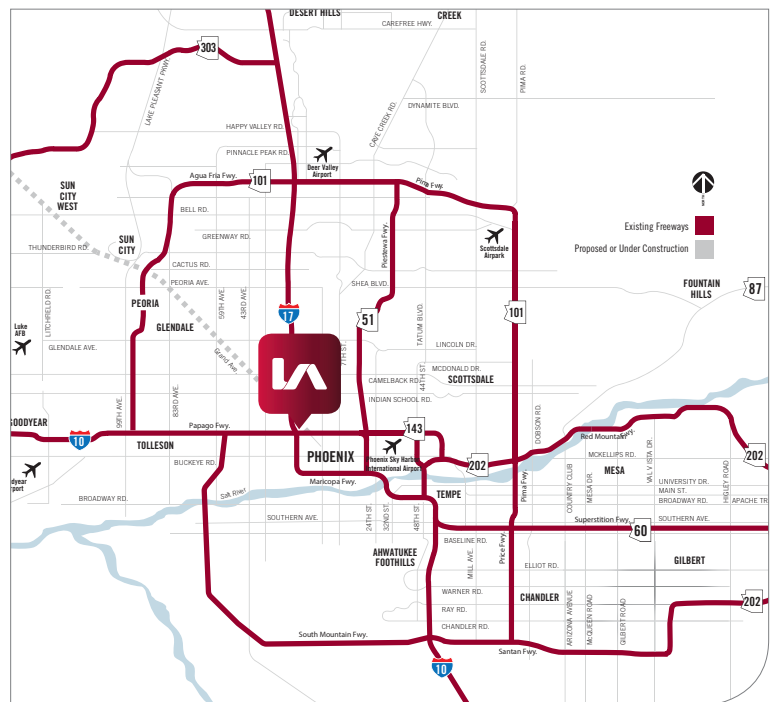 DESERT HILLS
CREEK
CAREFREE HWY.
303
LAKE PLEASANT PKWY.
SCOTTSDALE RD.
PIMA RD.
DYNAMITE BLVD.
CAVE CREEK RD.
HAPPY VALLEY RD.
PINNACLE PEAK RD.
Deer Valley
Airport
Agua Fria Fwy.
101
Pima Fwy.
SUN
CITY
WEST
BELL RD.
Existing Freeways
Proposed or Under Construction
SUN
CITY
THUNDERBIRD RD.
GREENWAY RD.
Piestewa Fwy.
Scottsdale
Airpark
CACTUS RD.
PEORIA AVE.
SHEA BLVD.
FOUNTAIN
HILLS
87
LITCHFIELD RD.
PEORIA
59TH AVE.
43RD AVE.
17
51
TATUM BLVD.
101
GLENDALE
Luke
AFB
GLENDALE AVE.
Grand Ave.
7TH ST.
LINCOLN DR.
MCDONALD DR.
44TH ST.
SCOTTSDALE
CAMELBACK RD.
INDIAN SCHOOL RD.
99TH AVE.
83RD AVE.
LA
GOODYEAR
10
Papago Fwy.
143
DOBSON RD.
Red Mountain Fwy.
TOLLESON
PHOENIX
Phoenix Sky Harbor
International Airport
202
MCKELLIPS RD.
VAL VISTA DR.
202
BUCKEYE RD.
Maricopa Fwy.
COUNTRY CLUB
MESA
MESA DR.
HIGLEY ROAD
dyear
port
BROADWAY RD.
Salt River
TEMPE
Pima Fwy.
UNIVERSITY DR.
MAIN ST.
BROADWAY RD.
APACHE TR
SOUTHERN AVE.
24TH ST.
32ND ST.
48TH ST.
Superstition Fwy.
60
SOUTHERN AVE.
BASELINE RD.
AHWATUKEE
FOOTHILLS
MILL AVE.
Price Fwy.
ELLIOT RD.
GILBERT
WARNER RD.
CHANDLER
RAY RD.
ARIZONA AVENUE
McQUEEN ROAD
GILBERT ROAD
202
CHANDLER RD.
South Mountain Fwy.
Santan Fwy.
10